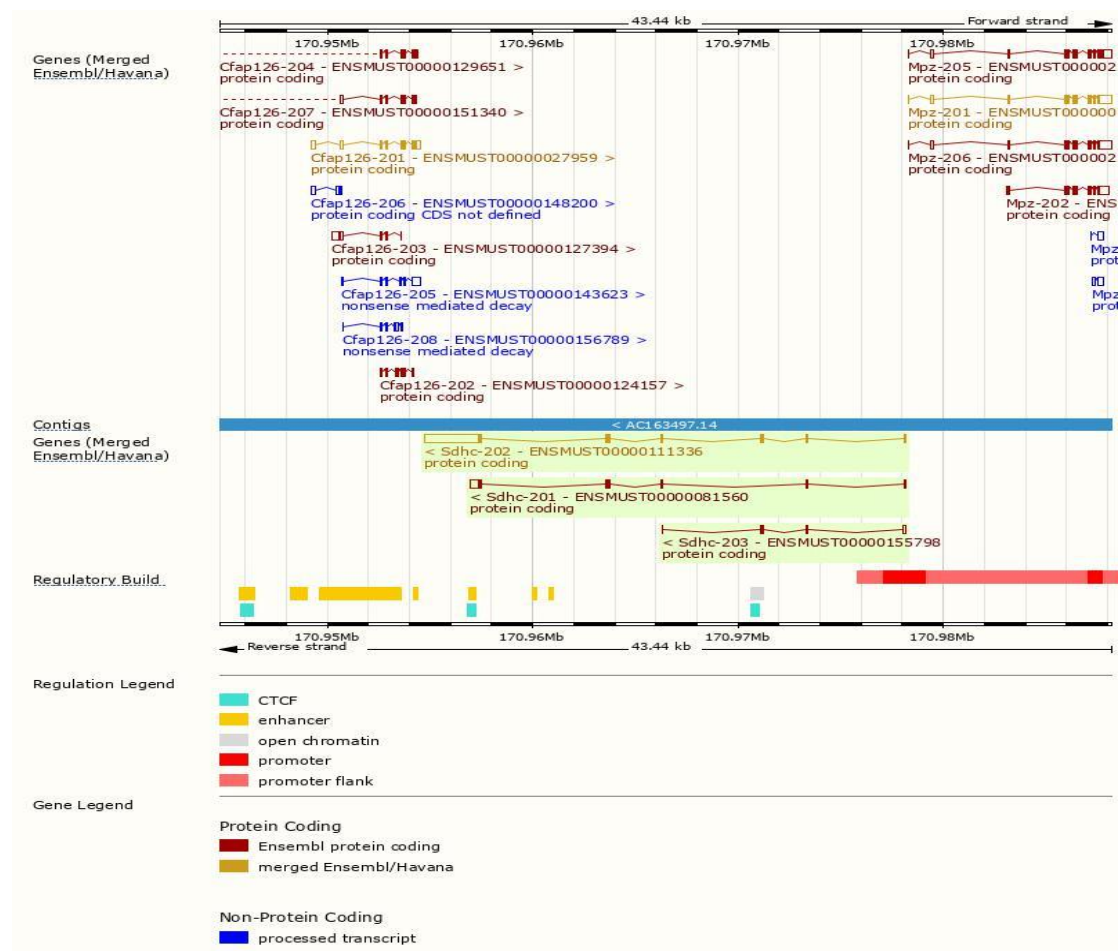 43.44 kb Forward strand
170.95Mb 170.96Mb 170.97Mb 170.98Mb
Genes (Merged
Ensembl/Havana)
Cfap126-204 - ENSMUST00000129651 >
protein coding
Mpz-205 - ENSMUST000002
protein coding
Cfap126-207 - ENSMUST00000151340 >
protein coding
Mpz-201 - ENSMUST000000
protein coding
Cfap126-201 - ENSMUST00000027959 >
protein coding
Mpz-206 - ENSMUST000002
protein coding
Cfap126-206 - ENSMUST00000148200 >
protein coding CDS not defined
Mpz-202 - ENS
protein coding
Cfap126-203 - ENSMUST00000127394 >
protein coding
Mpz
prot
Cfap126-205 - ENSMUST00000143623 >
nonsense mediated decay
Mpz
prot
Cfap126-208 - ENSMUST00000156789 >
nonsense mediated decay
Cfap126-202 - ENSMUST00000124157 >
protein coding
Contigs
< AC163497.14
Genes (Merged
Ensembl/Havana)
< Sdhc-202 - ENSMUST00000111336
protein coding
< Sdhc-201 - ENSMUST00000081560
protein coding
< Sdhc-203 - ENSMUST00000155798
protein coding
Regulatory Build
170.95Mb 170.96Mb 170.97Mb 170.98Mb
Reverse strand 43.44 kb
Regulation Legend
CTCF
enhancer
open chromatin
promoter
promoter flank
Gene Legend
Protein Coding
Ensembl protein coding
merged Ensembl/Havana
Non-Protein Coding
processed transcript